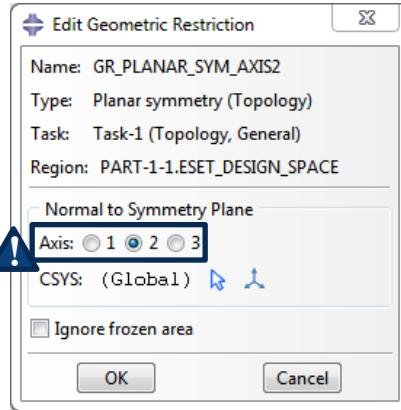 Edit Geometric Restriction
Name: GR_PLANAR_SYM_AXIS2
Type: Planar symmetry (Topology)
Task: Task-1 (Topology, General)
Region: PART-1-1.ESET_DESIGN_SPACE
Normal to Symmetry Plane
Axis: 1 2 3
CSYS: (Global)
Ignore frozen area
OK Cancel